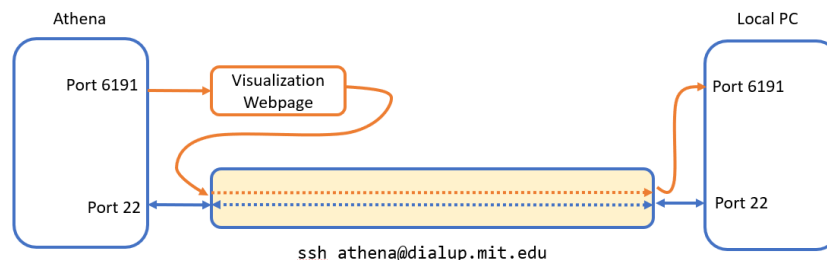 Athena
Local PC
Port 6191
Visualization
Webpage
Port 6191
Port 22
Port 22
ssh athena@dialup.mit.edu